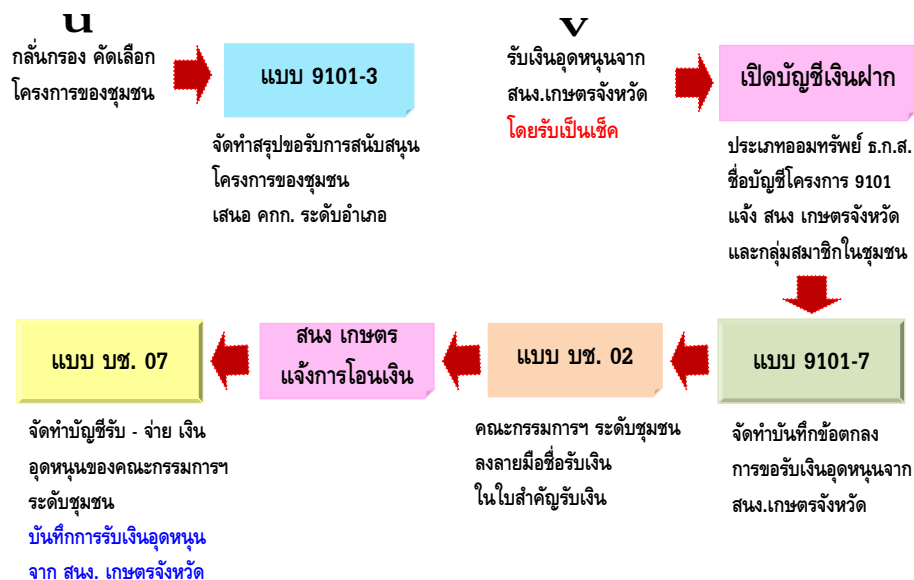 u
กลั่นกรอง คัดเลือก
โครงการของชุมชน
แบบ 9101-3
จัดทำสรุปขอรับการสนับสนุน
โครงการของชุมชน
เสนอ คกก. ระดับอำเภอ
v
รับเงินอุดหนุนจาก
สนง.เกษตรจังหวัด
โดยรับเป็นเช็ค
เปิดบัญชีเงินฝาก
ประเภทออมทรัพย์ ธ.ก.ส.
ชื่อบัญชีโครงการ 9101
แจ้ง สนง เกษตรจังหวัด
และกลุ่มสมาชิกในชุมชน
แบบ 9101-7
จัดทำบันทึกข้อตกลง
การขอรับเงินอุดหนุนจาก
สนง.เกษตรจังหวัด
แบบ บช. 02
คณะกรรมการฯ ระดับชุมชน
ลงลายมือชื่อรับเงิน
ในใบสำคัญรับเงิน
สนง เกษตร
แจ้งการโอนเงิน
แบบ บช. 07
จัดทำบัญชีรับ - จ่าย เงิน
อุดหนุนของคณะกรรมการฯ
ระดับชุมชน
บันทึกการรับเงินอุดหนุน
จาก สนง. เกษตรจังหวัด